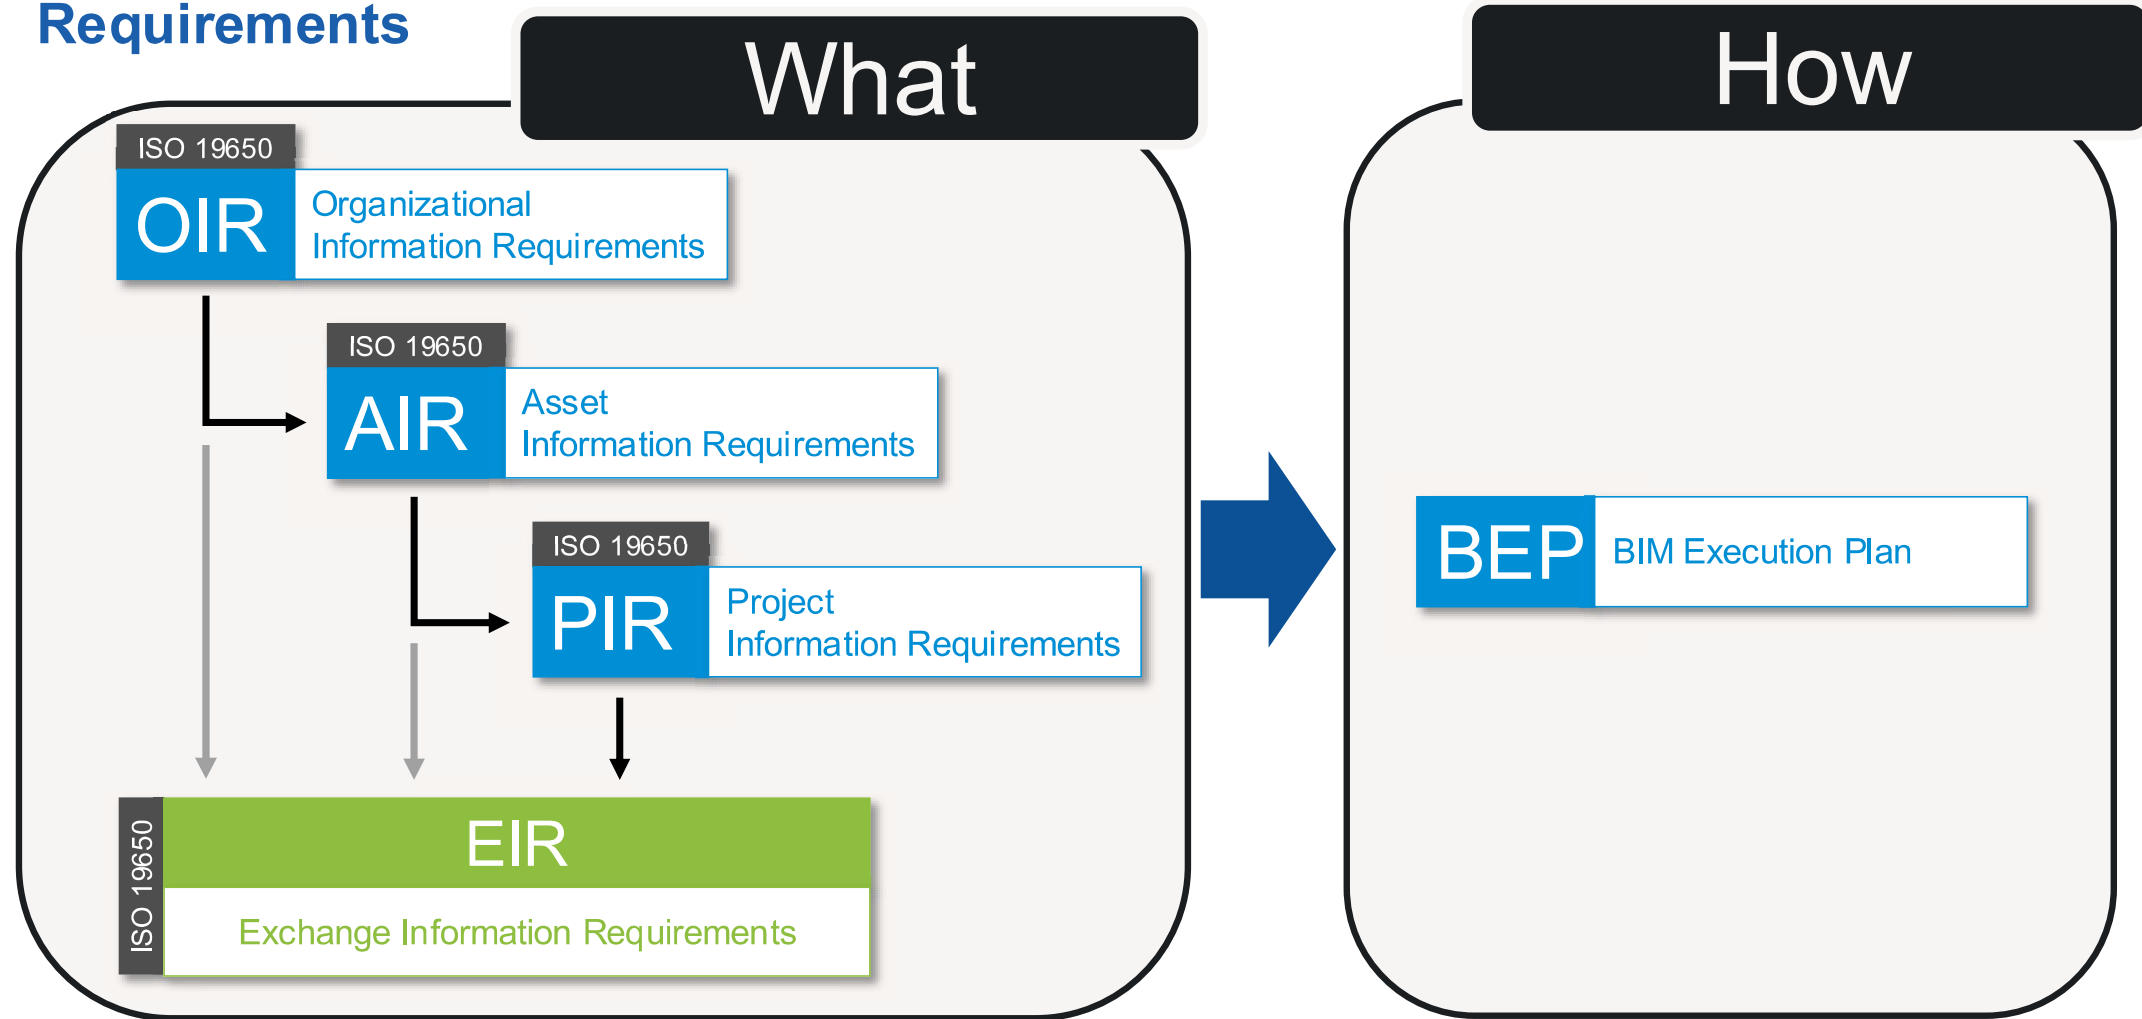 Requirements
What
How
ISO 19650
OIR
Organizational
Information Requirements
ISO 19650
AIR
Asset
Information Requirements
ISO 19650
PIR
Project
Information Requirements
BEP
BIM Execution Plan
ISO 19650
EIR
Exchange Information Requirements